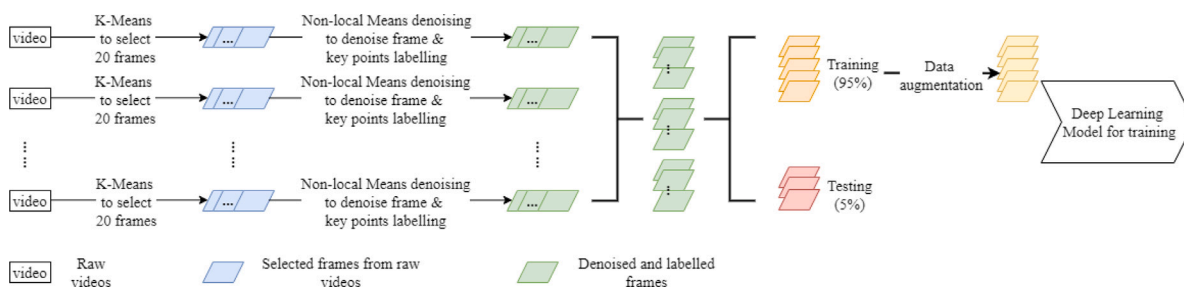 video
K-Means
to select
20 frames
...
Non-local Means denoising
to denoise frame &
key points labelling
...
video
K-Means
to select
20 frames
...
Non-local Means denoising
to denoise frame &
key points labelling
...
video
K-Means
to select
20 frames
...
Non-local Means denoising
to denoise frame &
key points labelling
...
Training
(95%)
Data
augmentation
Deep Learning
Model for training
Testing
(5%)
video
Raw
videos
Selected frames from raw
videos
Denoised and labelled
frames